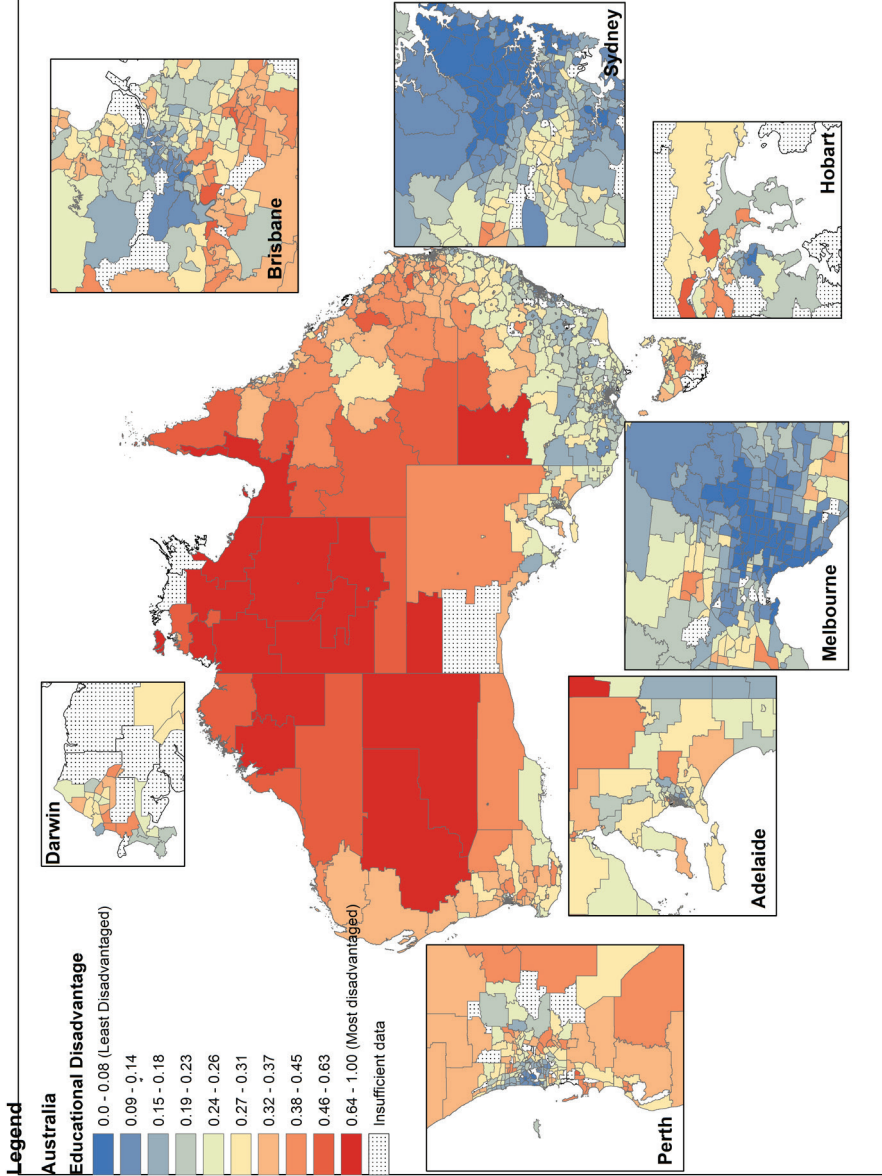 Legend
Australia
Educational Disadvantage
0.0 - 0.08 (Least Disadvantaged)
0.09 - 0.14
0.15 - 0.18
0.19 - 0.23
0.24 - 0.26
0.27 - 0.31
0.32 - 0.37
0.38 - 0.45
0.46 - 0.63
0.64 - 1.00 (Most disadvantaged)
Insufficient data
Darwin
Brisbane
Perth
Adelaide
Melbourne
Hobart
Sydney